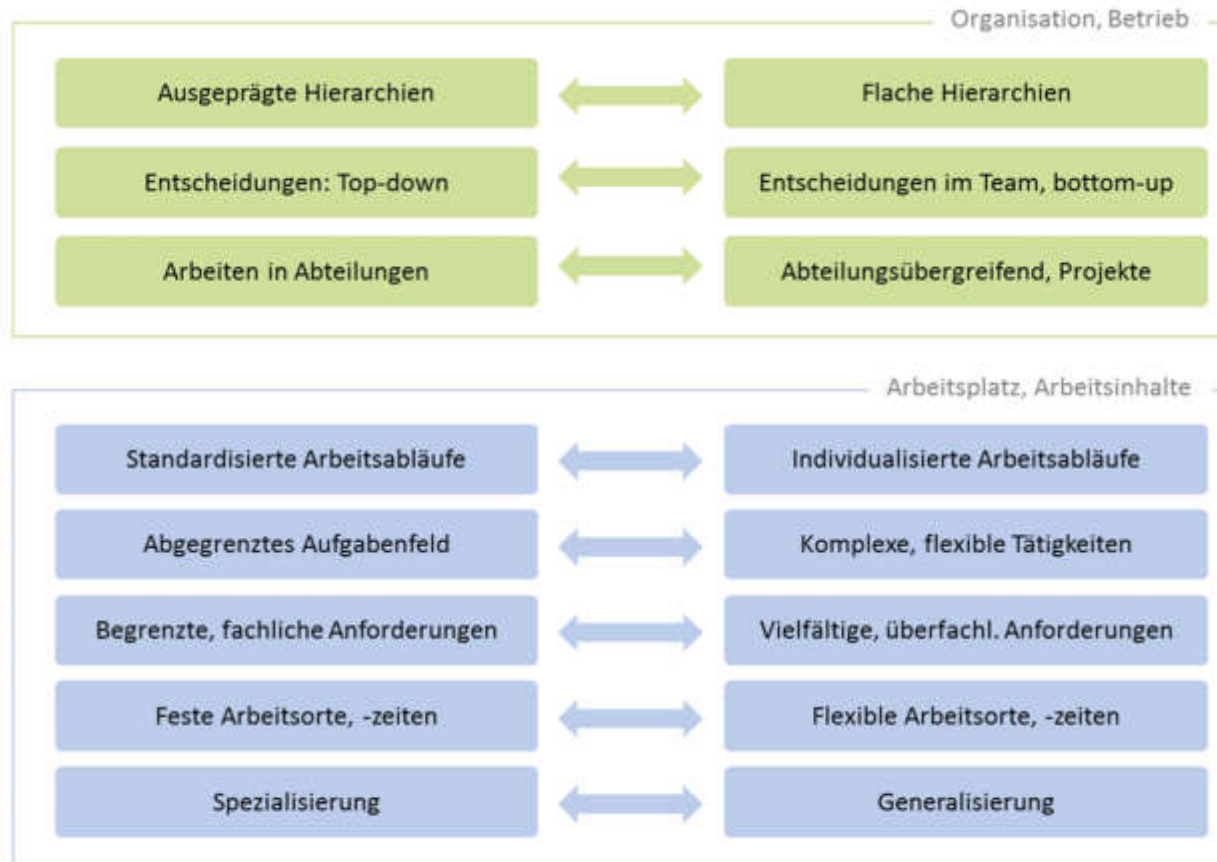 Organisation, Betrieb
Ausgeprägte Hierarchien
Flache Hierarchien
Entscheidungen: Top-down
Entscheidungen im Team, bottom-up
Arbeiten in Abteilungen
Abteilungsübergreifend, Projekte
Arbeitsplatz, Arbeitsinhalte
Standardisierte Arbeitsabläufe
Individualisierte Arbeitsabläufe
Abgegrenztes Aufgabenfeld
Komplexe, flexible Tätigkeiten
Begrenzte, fachliche Anforderungen
Vielfältige, überfachl. Anforderungen
Feste Arbeitsorte, -zeiten
Flexible Arbeitsorte, -zeiten
Spezialisierung
Generalisierung